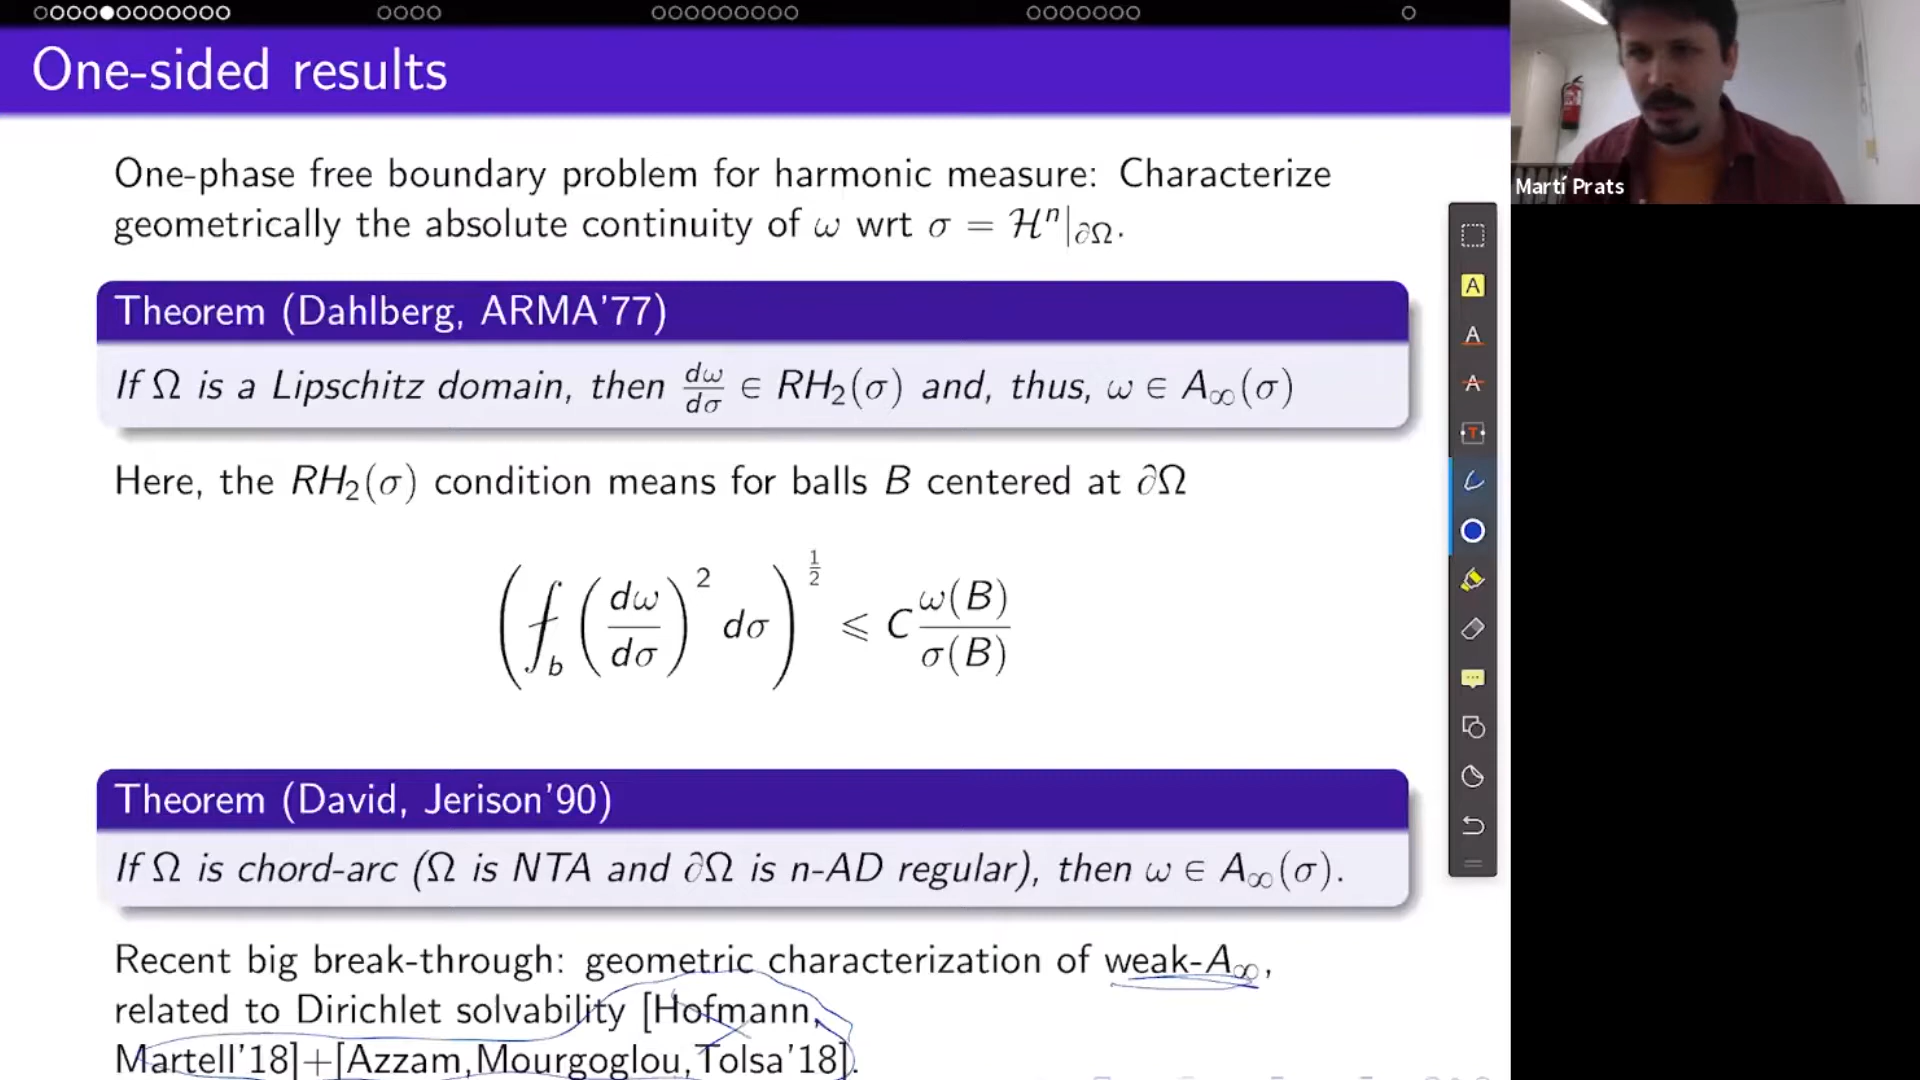 One-sided results
One-phase free boundary problem for harmonic measure: Characterize
geometrically the absolute continuity of ω wrt σ = ℋⁿ|∂Ω.
Theorem (Dahlberg, ARMA'77)
If Ω is a Lipschitz domain, then dω/dσ ∈ RH₂(σ) and, thus, ω ∈ A∞(σ)
Here, the RH₂(σ) condition means for balls B centered at ∂Ω
(⨍_b (dω/dσ)² dσ)^{1/2} ⩽ C ω(B)/σ(B)
Theorem (David, Jerison'90)
If Ω is chord-arc (Ω is NTA and ∂Ω is n-AD regular), then ω ∈ A∞(σ).
Recent big break-through: geometric characterization of weak-A∞,
related to Dirichlet solvability [Hofmann,
Martell'18]+[Azzam,Mourgoglou,Tolsa'18].
Martí Prats
A
A
A
T